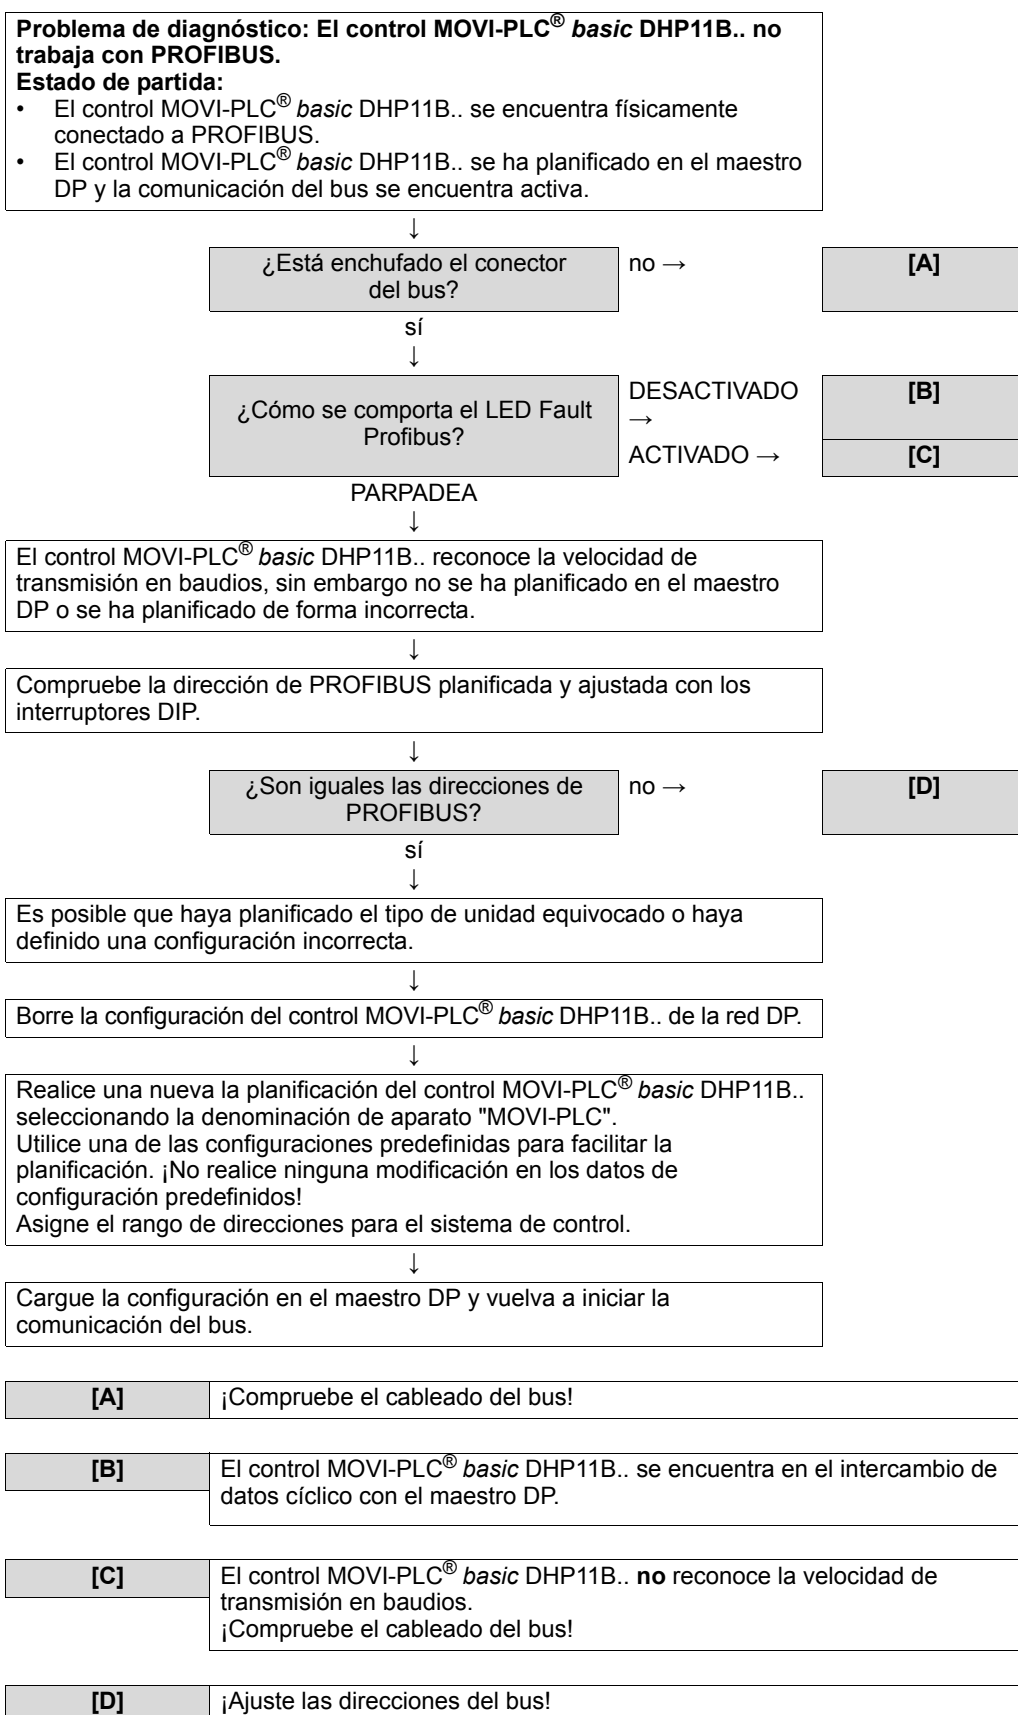 Problema de diagnóstico: El control MOVI-PLC® basic DHP11B.. no
trabaja con PROFIBUS.
Estado de partida:
• El control MOVI-PLC® basic DHP11B.. se encuentra físicamente
conectado a PROFIBUS.
• El control MOVI-PLC® basic DHP11B.. se ha planificado en el maestro
DP y la comunicación del bus se encuentra activa.
↓
¿Está enchufado el conector
del bus?
no →
[A]
sí
↓
¿Cómo se comporta el LED Fault
Profibus?
DESACTIVADO
→
[B]
ACTIVADO →
[C]
PARPADEA
↓
El control MOVI-PLC® basic DHP11B.. reconoce la velocidad de
transmisión en baudios, sin embargo no se ha planificado en el maestro
DP o se ha planificado de forma incorrecta.
↓
Compruebe la dirección de PROFIBUS planificada y ajustada con los
interruptores DIP.
↓
¿Son iguales las direcciones de
PROFIBUS?
no →
[D]
sí
↓
Es posible que haya planificado el tipo de unidad equivocado o haya
definido una configuración incorrecta.
↓
Borre la configuración del control MOVI-PLC® basic DHP11B.. de la red DP.
↓
Realice una nueva la planificación del control MOVI-PLC® basic DHP11B..
seleccionando la denominación de aparato "MOVI-PLC".
Utilice una de las configuraciones predefinidas para facilitar la
planificación. ¡No realice ninguna modificación en los datos de
configuración predefinidos!
Asigne el rango de direcciones para el sistema de control.
↓
Cargue la configuración en el maestro DP y vuelva a iniciar la
comunicación del bus.
[A] ¡Compruebe el cableado del bus!
[B] El control MOVI-PLC® basic DHP11B.. se encuentra en el intercambio de
datos cíclico con el maestro DP.
[C] El control MOVI-PLC® basic DHP11B.. no reconoce la velocidad de
transmisión en baudios.
¡Compruebe el cableado del bus!
[D] ¡Ajuste las direcciones del bus!